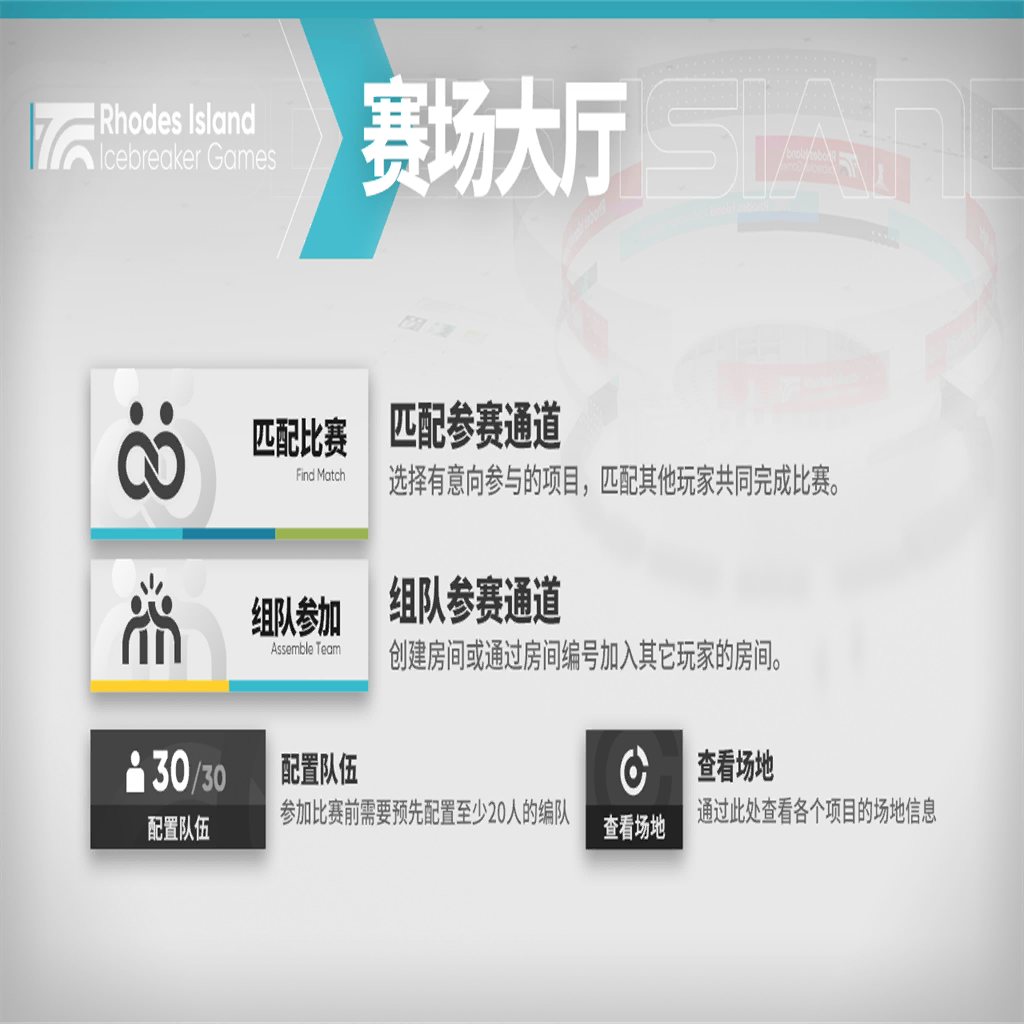 Rhodes Island
Icebreaker Games
赛场大厅
匹配比赛
Find Match
匹配参赛通道
选择有意向参与的项目，匹配其他玩家共同完成比赛。
组队参加
Assemble Team
组队参赛通道
创建房间或通过房间编号加入其它玩家的房间。
30/30
配置队伍
配置队伍
参加比赛前需要预先配置至少20人的编队
查看场地
查看场地
通过此处查看各个项目的场地信息